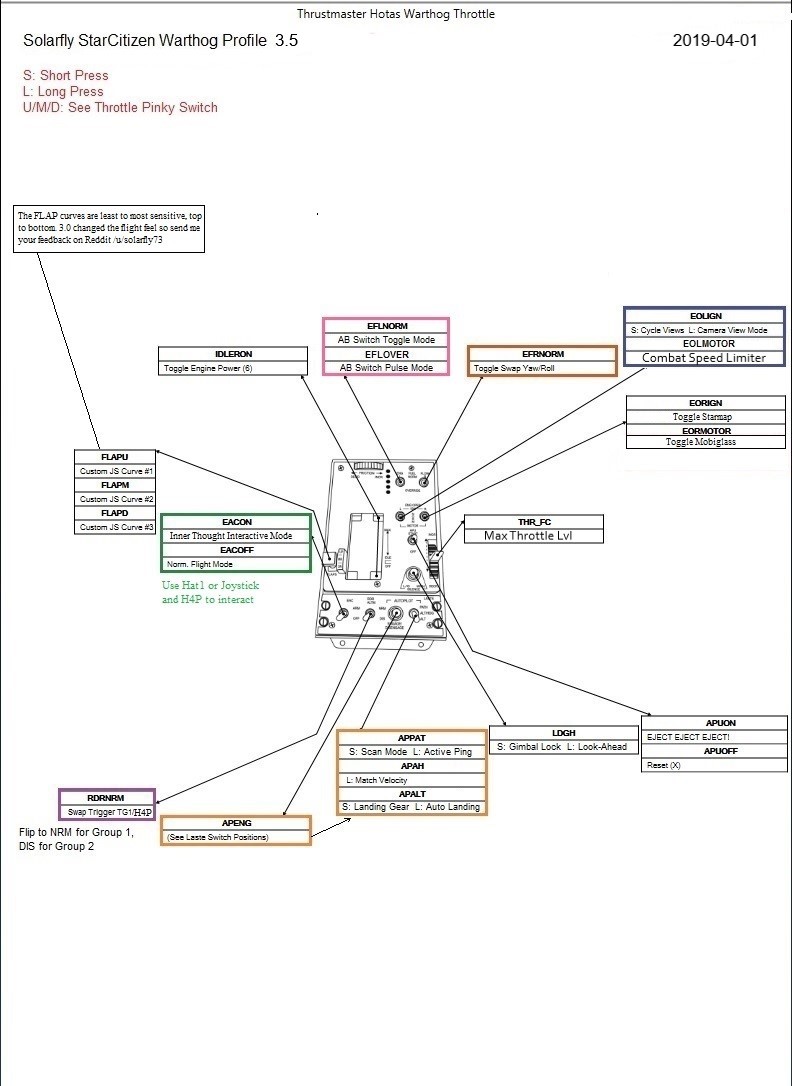 Thrustmaster Hotas Warthog Throttle
Solarfly StarCitizen Warthog Profile 3.5
2019-04-01
S: Short Press
L: Long Press
U/M/D: See Throttle Pinky Switch
The FLAP curves are least to most sensitive, top
to bottom. 3.0 changed the flight feel so send me
your feedback on Reddit /u/solarfly73
EOLIGN
S: Cycle Views L: Camera View Mode
EOLMOTOR
Combat Speed Limiter
EFLNORM
AB Switch Toggle Mode
EFLOVER
AB Switch Pulse Mode
IDLERON
Toggle Engine Power (6)
EFRNORM
Toggle Swap Yaw/Roll
EORIGN
Toggle Starmap
EORMOTOR
Toggle Mobiglass
FLAPU
Custom JS Curve #1
FLAPM
Custom JS Curve #2
FLAPD
Custom JS Curve #3
EACON
Inner Thought Interactive Mode
EACOFF
Norm. Flight Mode
Use Hat1 or Joystick
and H4P to interact
THR_FC
Max Throttle Lvl
APUON
EJECT EJECT EJECT!
APUOFF
Reset (X)
LDGH
S: Gimbal Lock L: Look-Ahead
APPAT
S: Scan Mode L: Active Ping
APAH
L: Match Velocity
APALT
S: Landing Gear L: Auto Landing
RDRNRM
Swap Trigger TG1/H4P
Flip to NRM for Group 1,
DIS for Group 2
APENG
(See Laste Switch Positions)